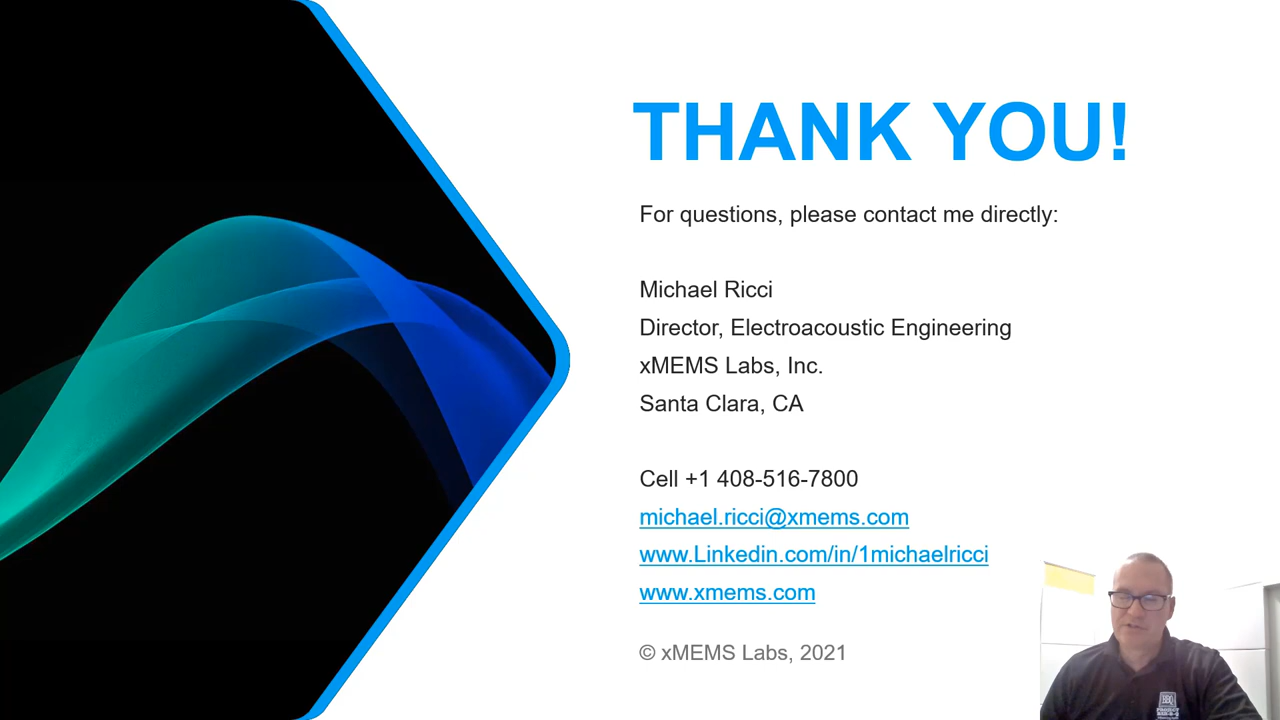 THANK YOU!
For questions, please contact me directly:
Michael Ricci
Director, Electroacoustic Engineering
xMEMS Labs, Inc.
Santa Clara, CA
Cell +1 408-516-7800
michael.ricci@xmems.com
www.Linkedin.com/in/1michaelricci
www.xmems.com
© xMEMS Labs, 2021
BBQ
PROJECT